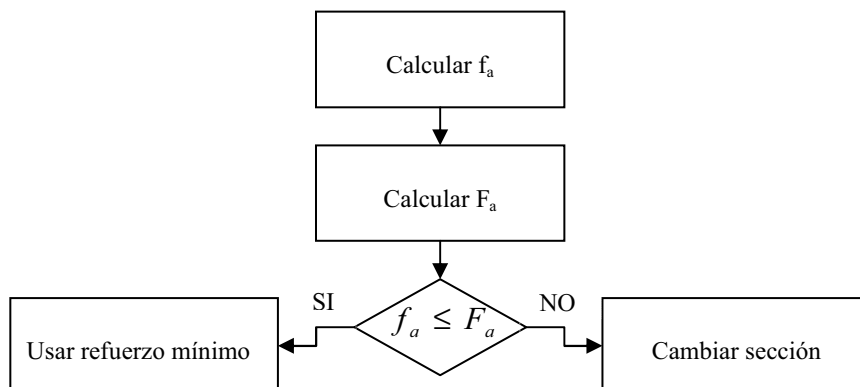 Calcular fₐ
Calcular Fₐ
SI
NO
fₐ ≤ Fₐ
Usar refuerzo mínimo
Cambiar sección